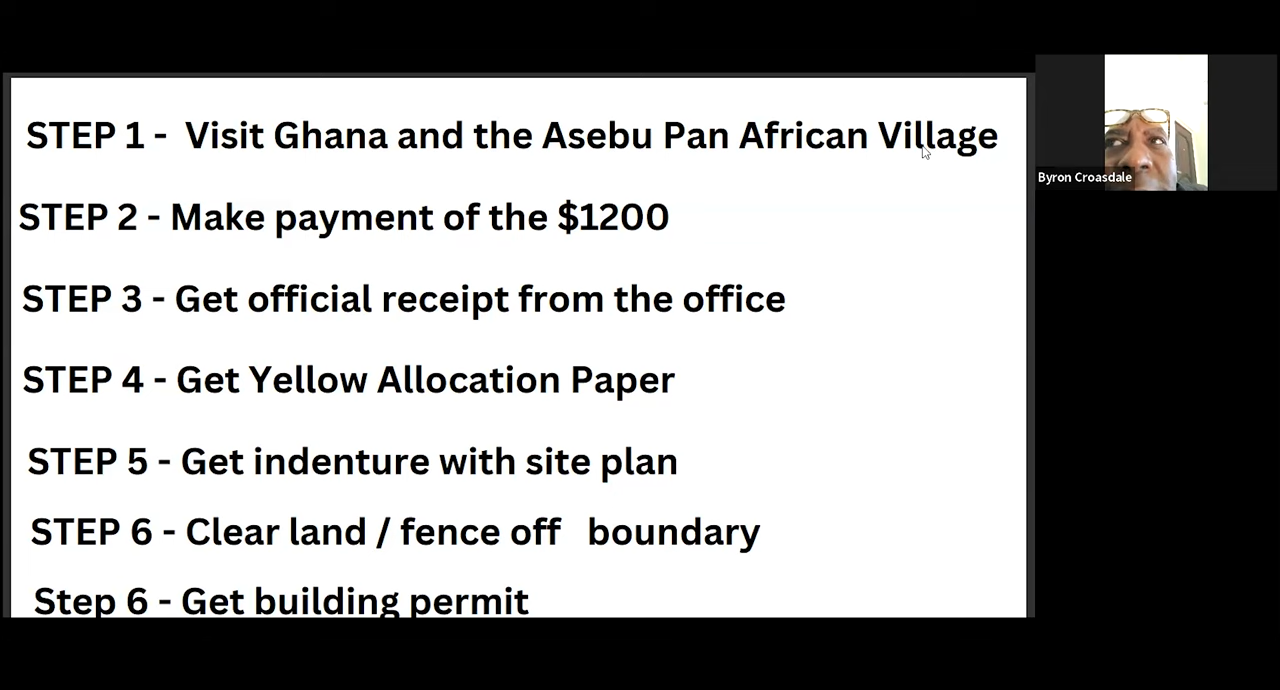 STEP 1 - Visit Ghana and the Asebu Pan African Village
STEP 2 - Make payment of the $1200
STEP 3 - Get official receipt from the office
STEP 4 - Get Yellow Allocation Paper
STEP 5 - Get indenture with site plan
STEP 6 - Clear land / fence off boundary
Step 6 - Get building permit
Byron Croasdale